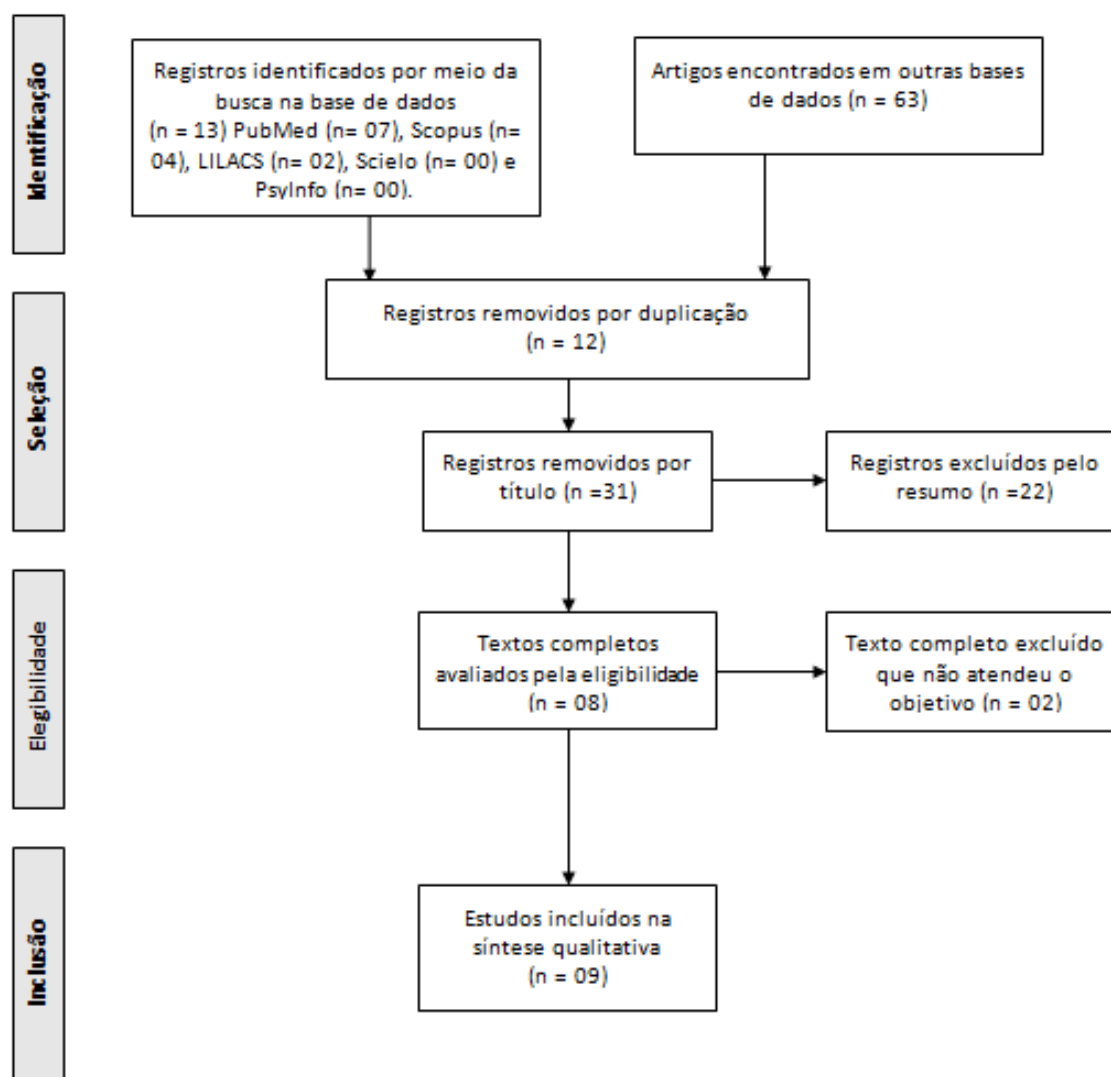 Identificação
Registros identificados por meio da
busca na base de dados
(n = 13) PubMed (n= 07), Scopus (n=
04), LILACS (n= 02), Scielo (n= 00) e
PsyInfo (n= 00).
Artigos encontrados em outras bases
de dados (n = 63)
Seleção
Registros removidos por duplicação
(n = 12)
Registros removidos por
título (n =31)
Registros excluídos pelo
resumo (n =22)
Elegibilidade
Textos completos
avaliados pela eligibilidade
(n = 08)
Texto completo excluído
que não atendeu o
objetivo (n = 02)
Inclusão
Estudos incluídos na
síntese qualitativa
(n = 09)